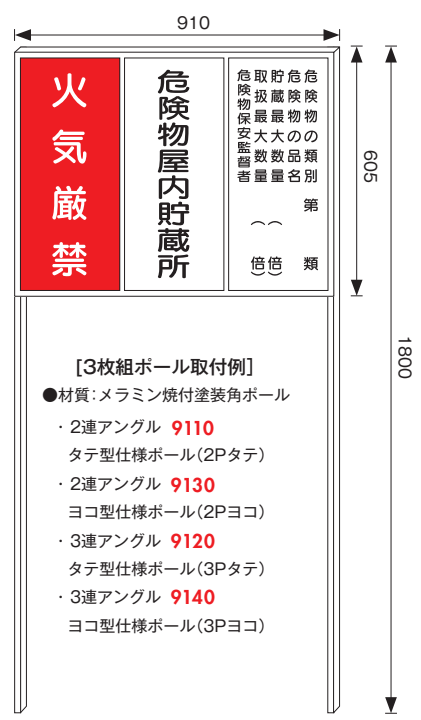 910
火気厳禁
危険物屋内貯蔵所
危険物の類別 第 類
危険物の品名
貯蔵最大数量 ( 倍)
取扱最大数量 ( 倍)
危険物保安監督者
605
1800
[3枚組ポール取付例]
●材質:メラミン焼付塗装角ポール
・2連アングル 9110
タテ型仕様ポール(2Pタテ)
・2連アングル 9130
ヨコ型仕様ポール(2Pヨコ)
・3連アングル 9120
タテ型仕様ポール(3Pタテ)
・3連アングル 9140
ヨコ型仕様ポール(3Pヨコ)